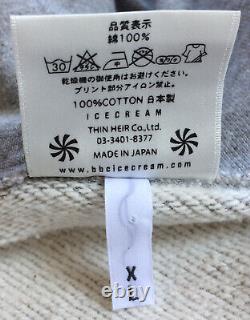 品質表示
綿100%
30
乾燥機の御使用はお避け下さい。
プリント部分アイロン禁止。
100%COTTON 日本製
ICECREAM
THIN HEIR Co.,Ltd.
03-3401-8377
MADE IN JAPAN
www.bbcicecream.com
XL